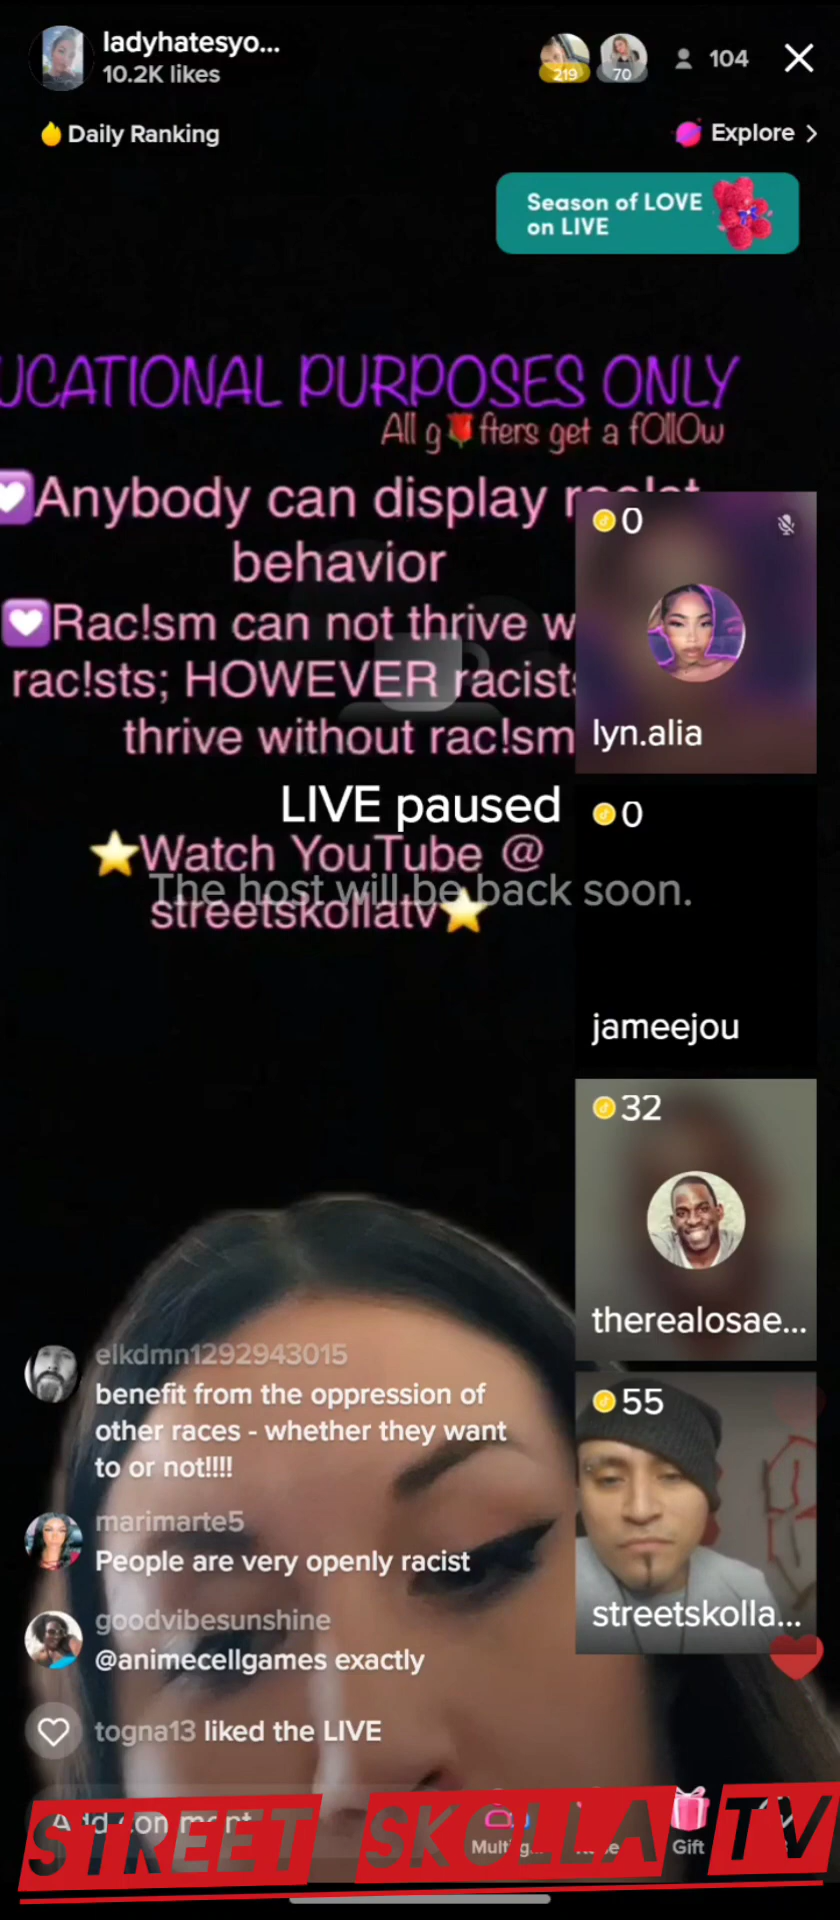 ladyhatesyo...
10.2K likes
219
70
104
Daily Ranking
Explore
Season of LOVE
on LIVE
UCATIONAL PURPOSES ONLY
All g🌹fters get a fOllOw
Anybody can display
behavior
Rac!sm can not thrive w
rac!sts; HOWEVER racists
thrive without rac!sm
LIVE paused
⭐Watch YouTube @
The host will be back soon.
streetskollatv⭐
0
lyn.alia
0
jameejou
32
therealosae...
55
streetskolla...
elkdmn1292943015
benefit from the oppression of
other races - whether they want
to or not!!!!
marimarte5
People are very openly racist
goodvibesunshine
@animecellgames exactly
togna13 liked the LIVE
Add comment
Gift
STREET SKOLLA TV